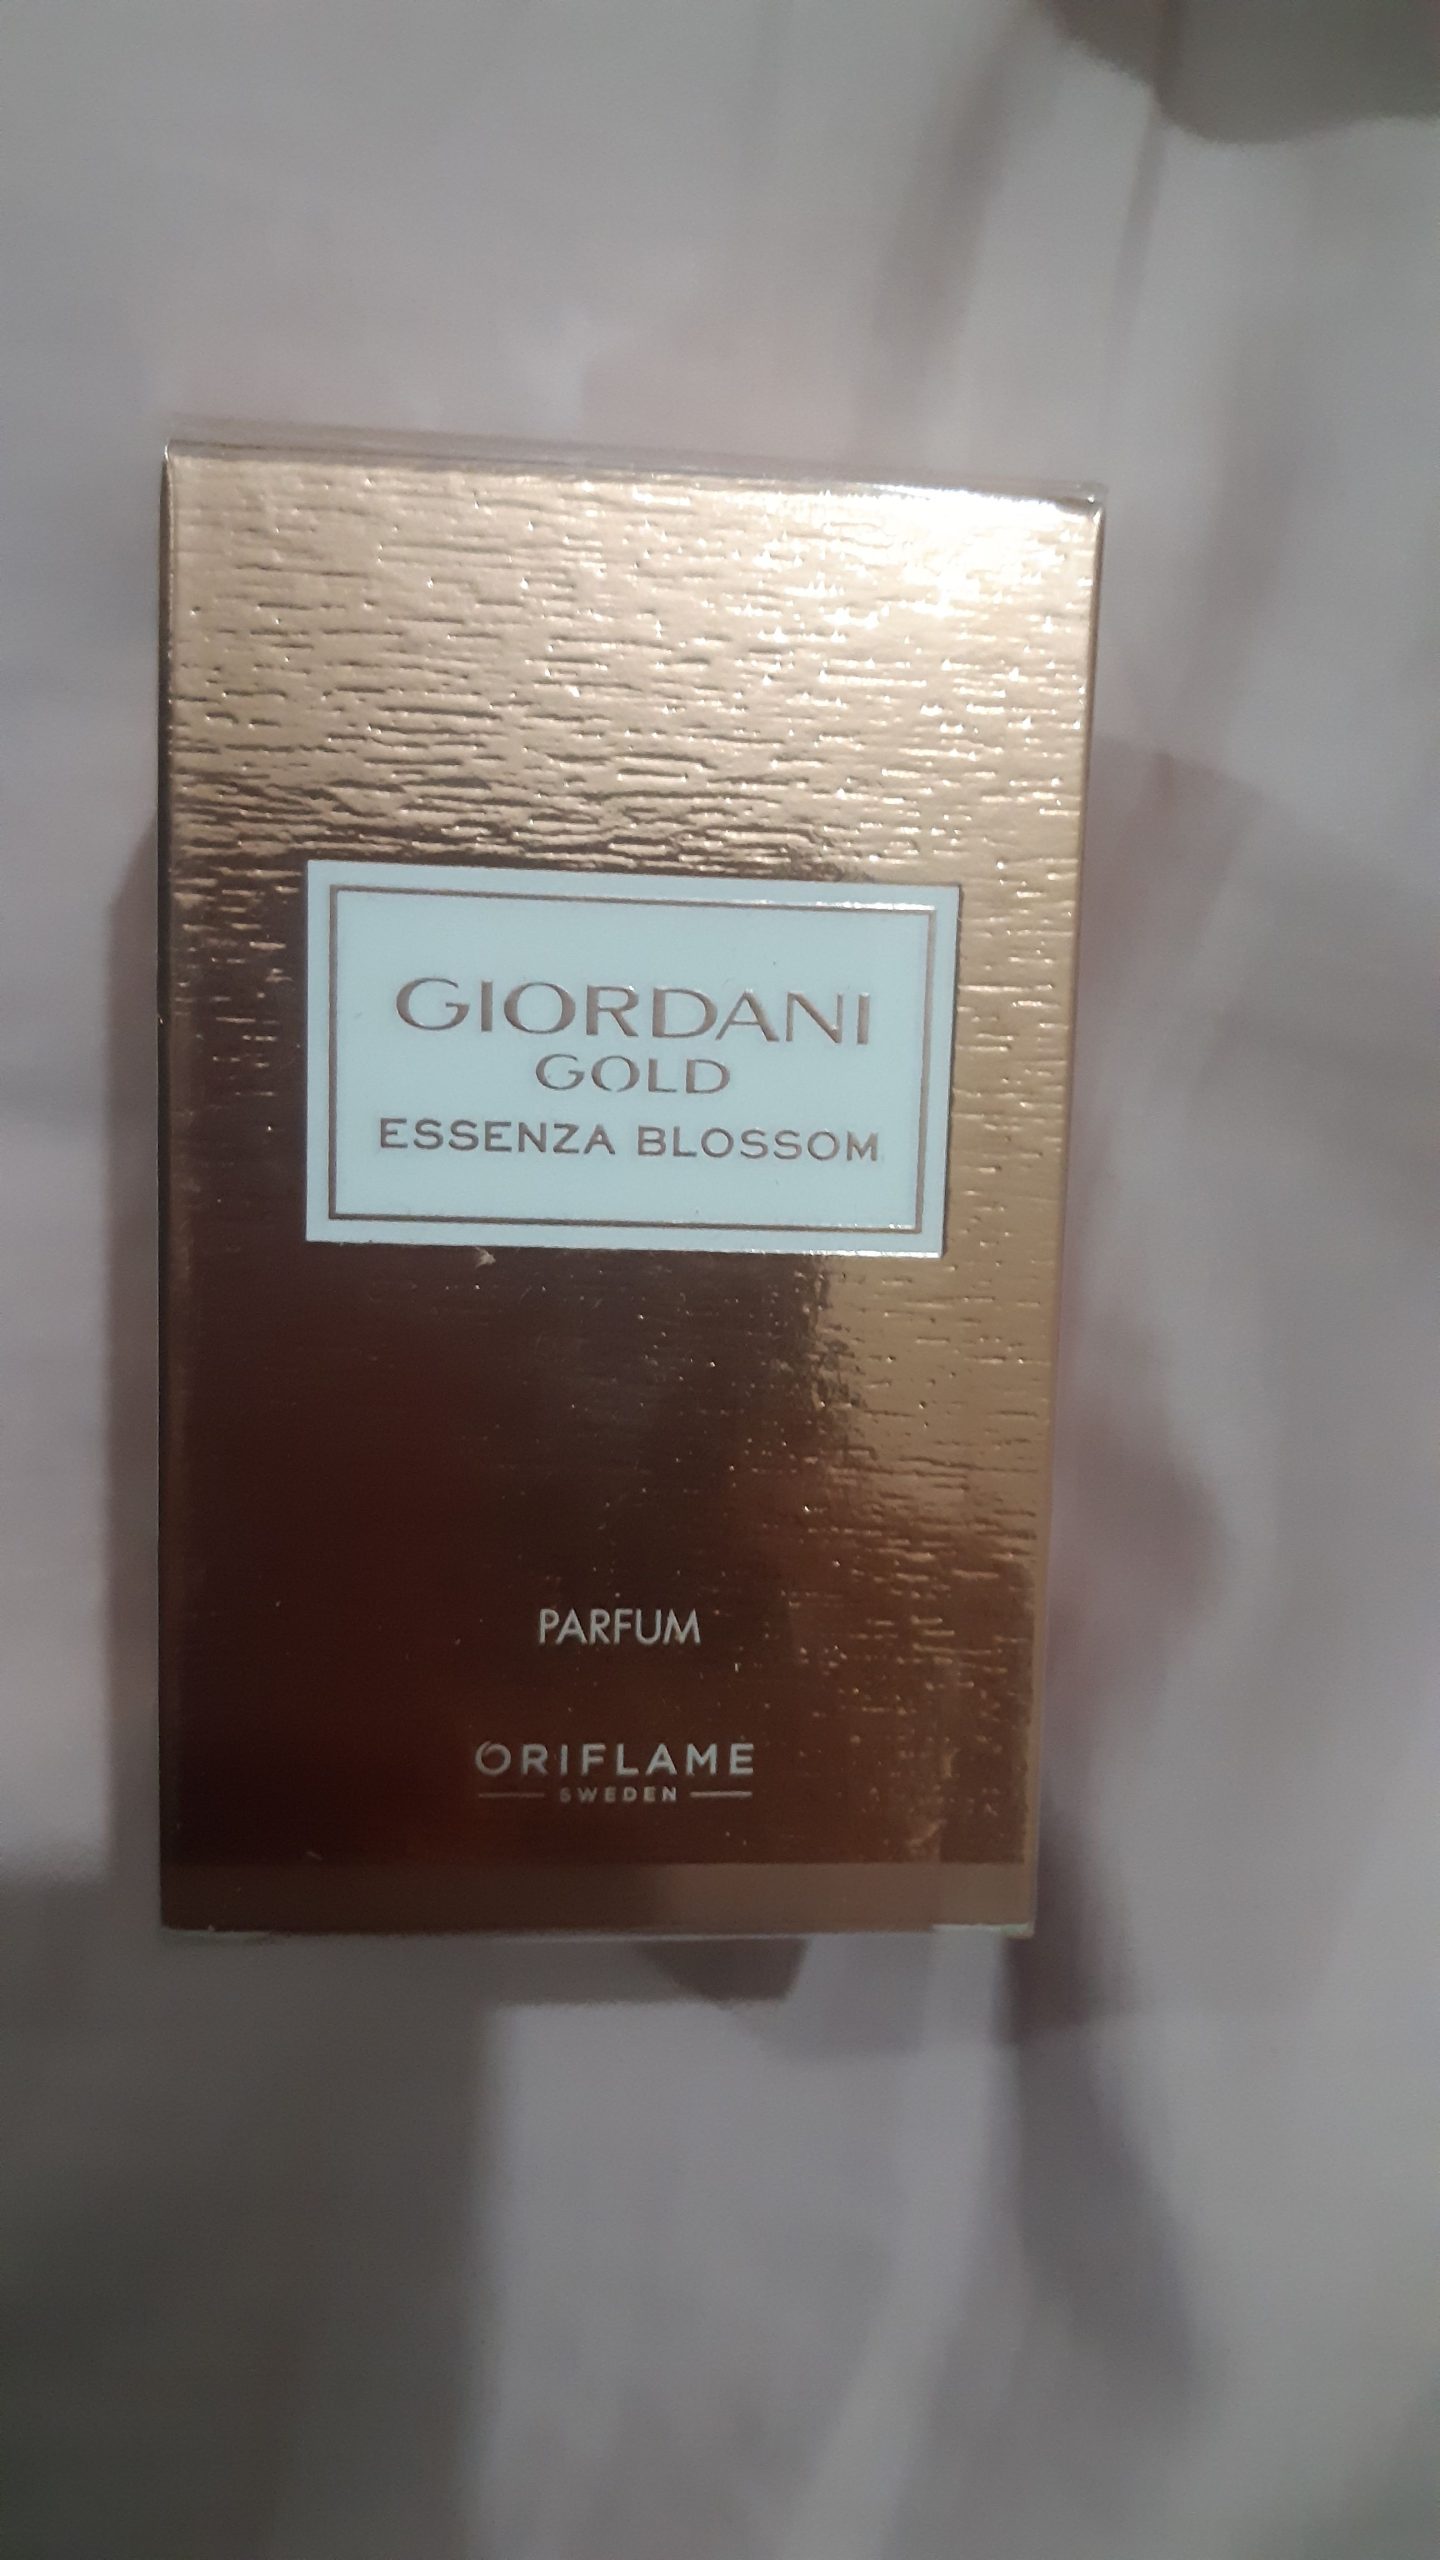 GIORDANI
GOLD
ESSENZA BLOSSOM
PARFUM
ORIFLAME
SWEDEN